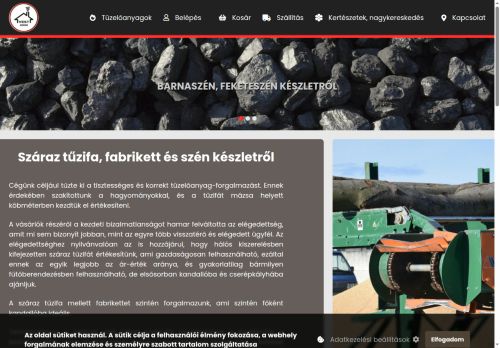 Tüzelőanyagok
Belépés
Kosár
Szállítás
Kertészetek, nagykereskedés
Kapcsolat
BARNASZÉN, FEKETESZÉN KÉSZLETRŐL
Száraz tűzifa, fabrikett és szén készletről
Cégünk céljául tűzte ki a tisztességes és korrekt tüzelőanyag-forgalmazást. Ennek
érdekében szakítottunk a hagyományokkal, és a tűzifát mázsa helyett
köbméterben kezdtük el értékesíteni.
A vásárlók részéről a kezdeti bizalmatlanságot hamar felváltotta az elégedettség,
amit mi sem bizonyít jobban, mint az egyre több visszatérő és elégedett ügyfél. Az
elégedettséghez nyilvánvalóan az is hozzájárul, hogy hálós kiszerelésben
kifejezetten száraz tűzifát értékesítünk, ami gazdaságosan felhasználható, ezáltal
ennek az egyik legjobb az ár-érték aránya, és gyakorlatilag bármilyen
fűtőberendezésben felhasználható, de elsősorban kandallóba és cserépkályhába
ajánljuk.
A száraz tűzifa mellett fabrikettel szintén forgalmazunk, ami szintén főként
kandallóba ideális.
Az oldal sütiket használ. A sütik célja a felhasználói élmény fokozása, a webhely
forgalmának elemzése és személyre szabott tartalom szolgáltatása
Adatkezelési beállítások
Elfogadom